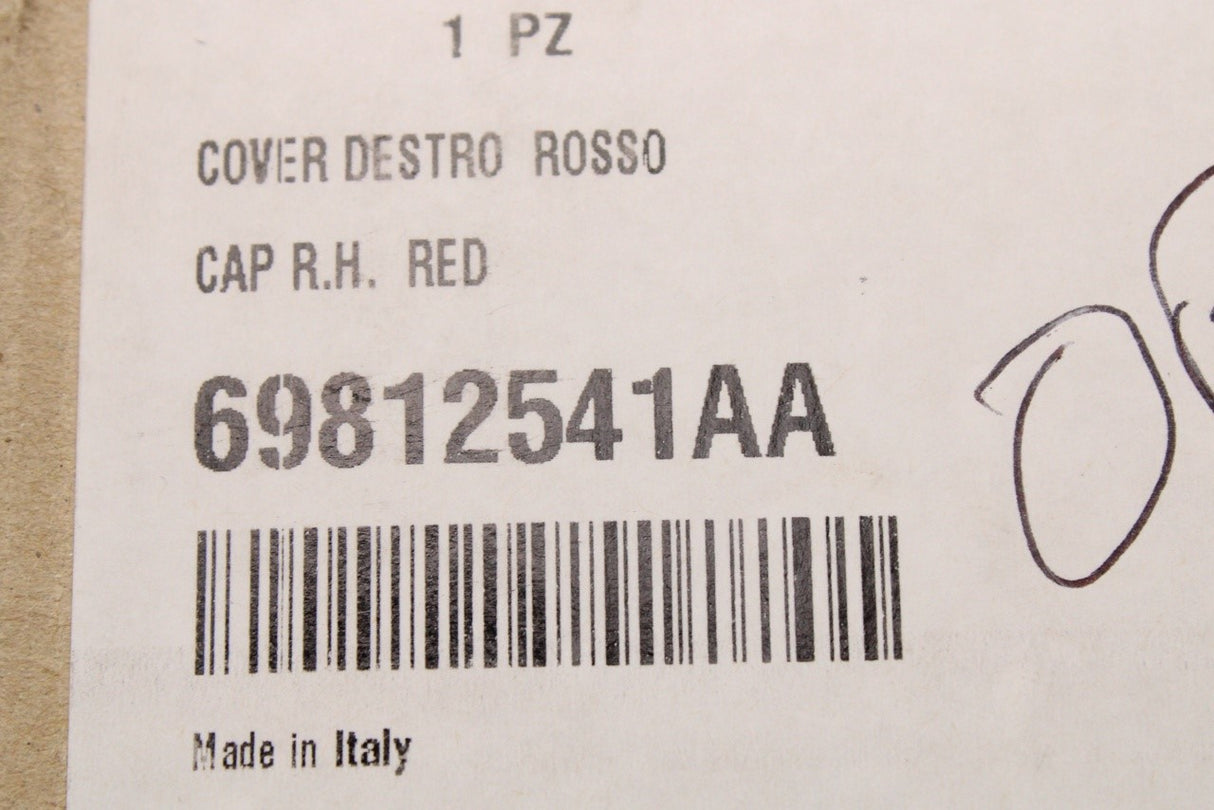 1 PZ
COVER DESTRO ROSSO
CAP R.H. RED
69812541AA
Made in Italy